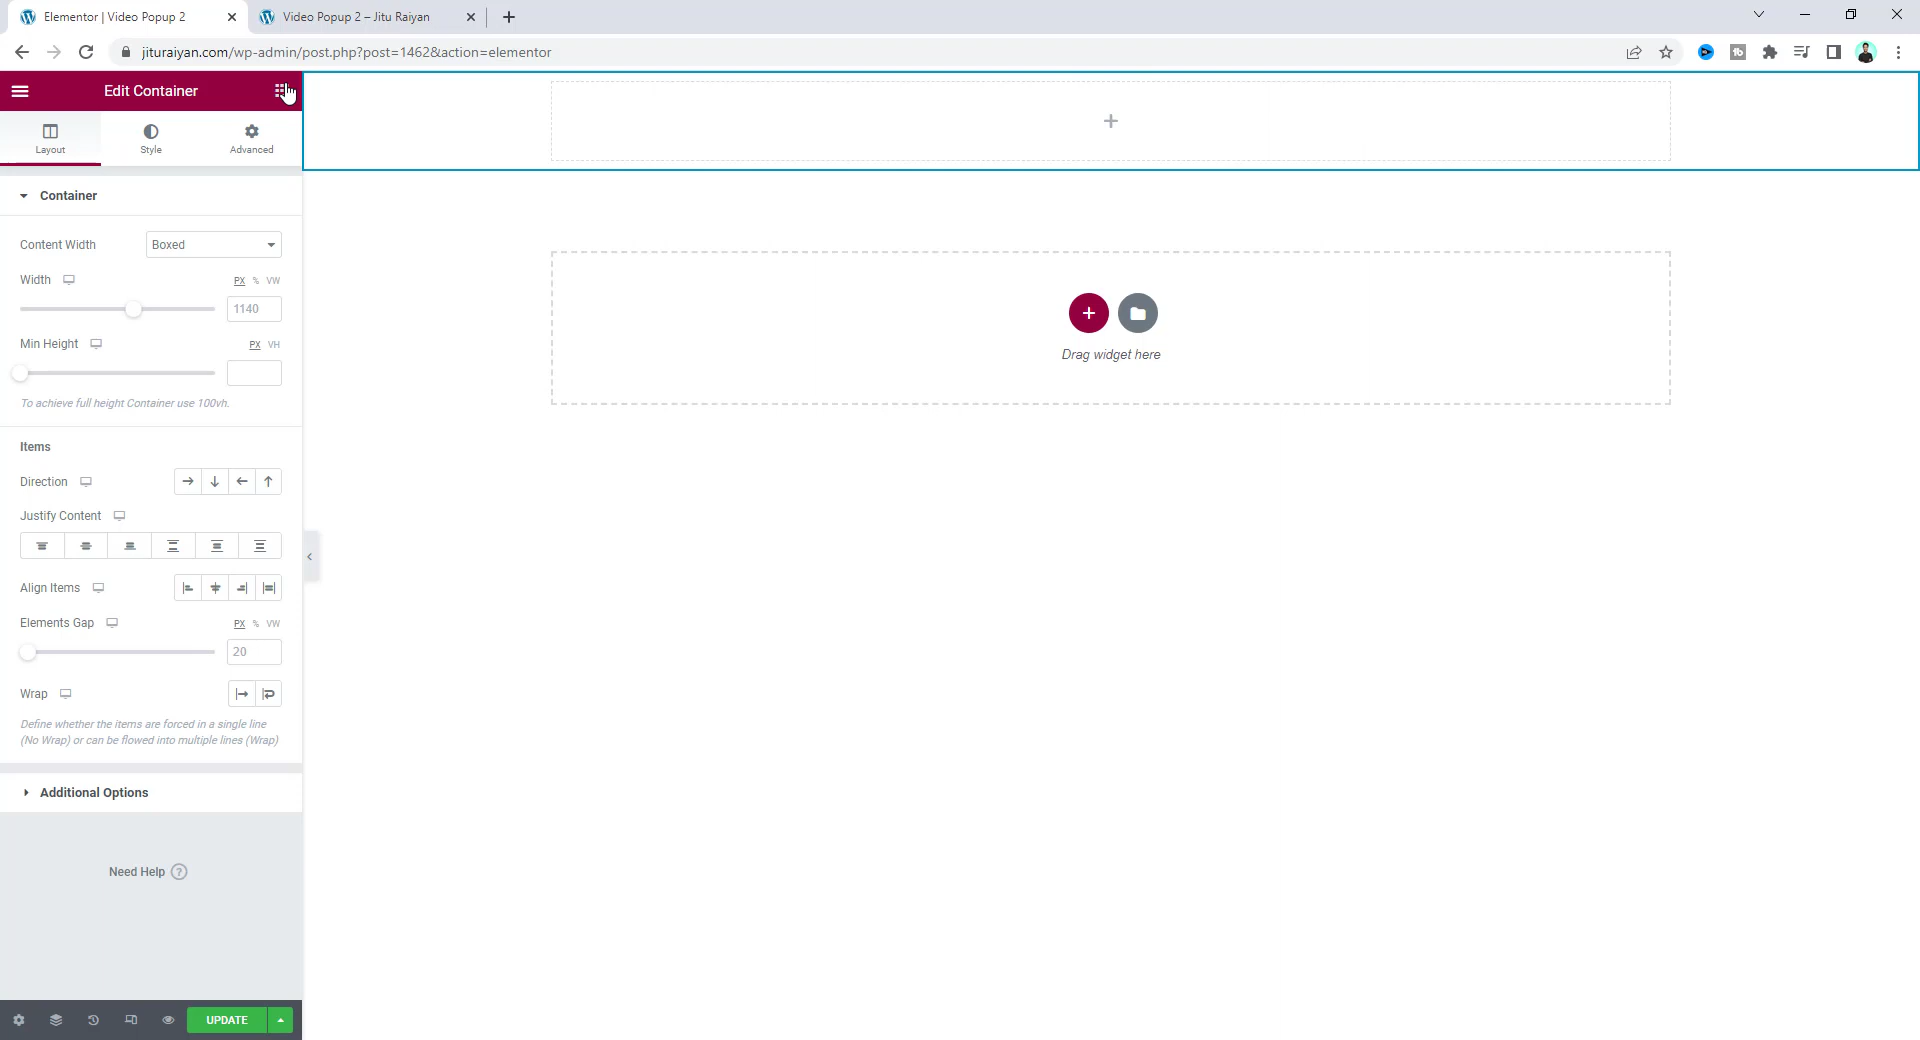 Elementor | Video Popup 2
Video Popup 2 – Jitu Raiyan
jituraiyan.com/wp-admin/post.php?post=1462&action=elementor
Edit Container
Layout
Style
Advanced
Container
Content Width
Boxed
Width
PX % VW
1140
Min Height
PX VH
To achieve full height Container use 100vh.
Items
Direction
Justify Content
Align Items
Elements Gap
PX % VW
20
Wrap
Define whether the items are forced in a single line
(No Wrap) or can be flowed into multiple lines (Wrap)
Additional Options
Need Help ?
UPDATE
Drag widget here